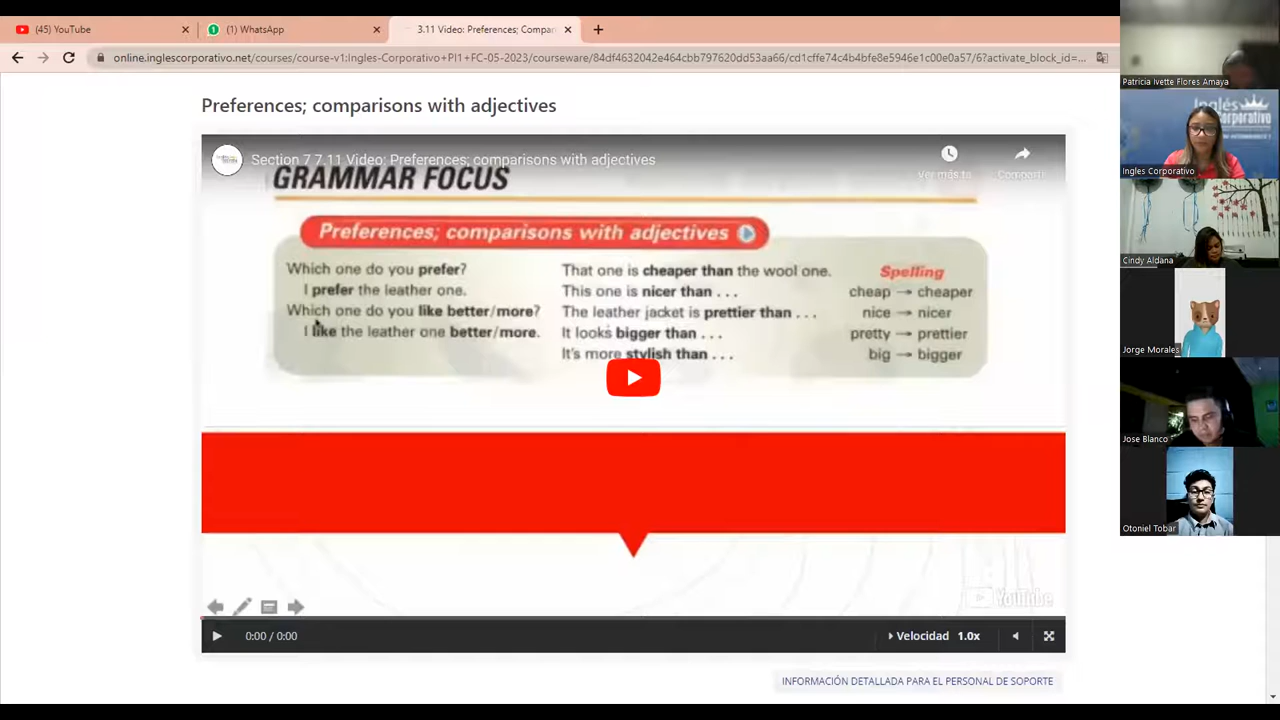 (45) YouTube
(1) WhatsApp
3.11 Video: Preferences; Compar
online.inglescorporativo.net/courses/course-v1:Ingles-Corporativo+PI1+FC-05-2023/courseware/84df4632042e464cbb797620dd53aa66/cd1cffe74c4b4bfe8e5946e1c00e0a57/6?activate_block_id=...
Preferences; comparisons with adjectives
Section 7 7.11 Video: Preferences; comparisons with adjectives
Ver más ta
Compartir
GRAMMAR FOCUS
Preferences; comparisons with adjectives
Which one do you prefer?
I prefer the leather one.
Which one do you like better/more?
I like the leather one better/more.
That one is cheaper than the wool one.
This one is nicer than . . .
The leather jacket is prettier than . . .
It looks bigger than . . .
It's more stylish than . . .
Spelling
cheap → cheaper
nice → nicer
pretty → prettier
big → bigger
YouTube
0:00 / 0:00
Velocidad 1.0x
INFORMACIÓN DETALLADA PARA EL PERSONAL DE SOPORTE
Patricia Ivette Flores Amaya
Inglés
Corporativo
Ingles Corporativo
Cindy Aldana
Jorge Morales
Jose Blanco
Otoniel Tobar